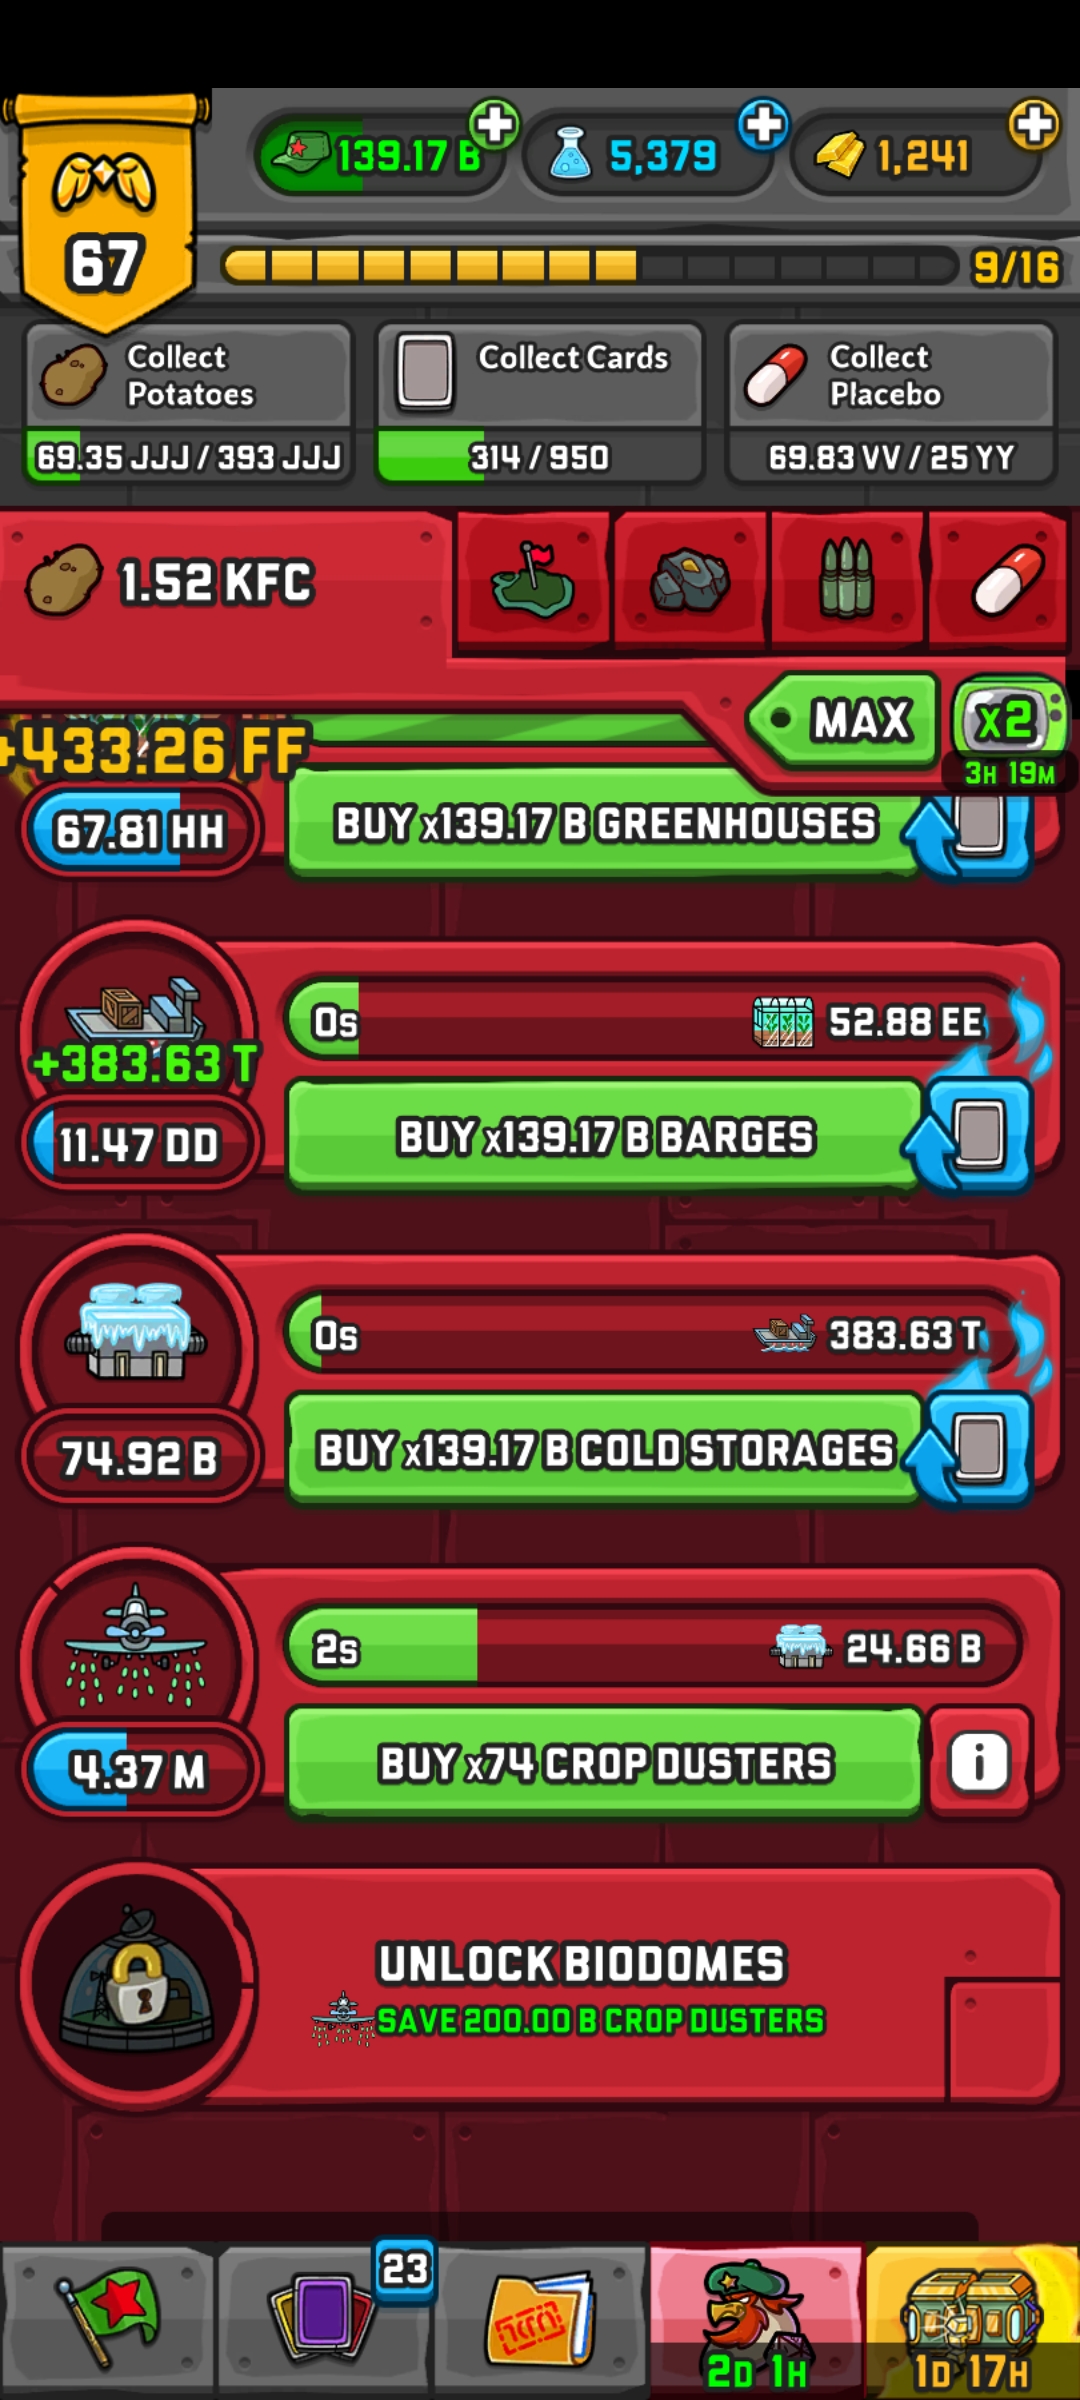 139.17 B
5,379
1,241
67
9/16
Collect
Potatoes
69.35 JJJ / 393 JJJ
Collect Cards
314 / 950
Collect
Placebo
69.83 VV / 25 YY
1.52 KFC
MAX
x2
3H 19M
+433.26 FF
67.81 HH
BUY x139.17 B GREENHOUSES
0s
52.88 EE
+383.63 T
11.47 DD
BUY x139.17 B BARGES
0s
383.63 T
74.92 B
BUY x139.17 B COLD STORAGES
2s
24.66 B
4.37 M
BUY x74 CROP DUSTERS
i
UNLOCK BIODOMES
SAVE 200.00 B CROP DUSTERS
23
2D 1H
1D 17H